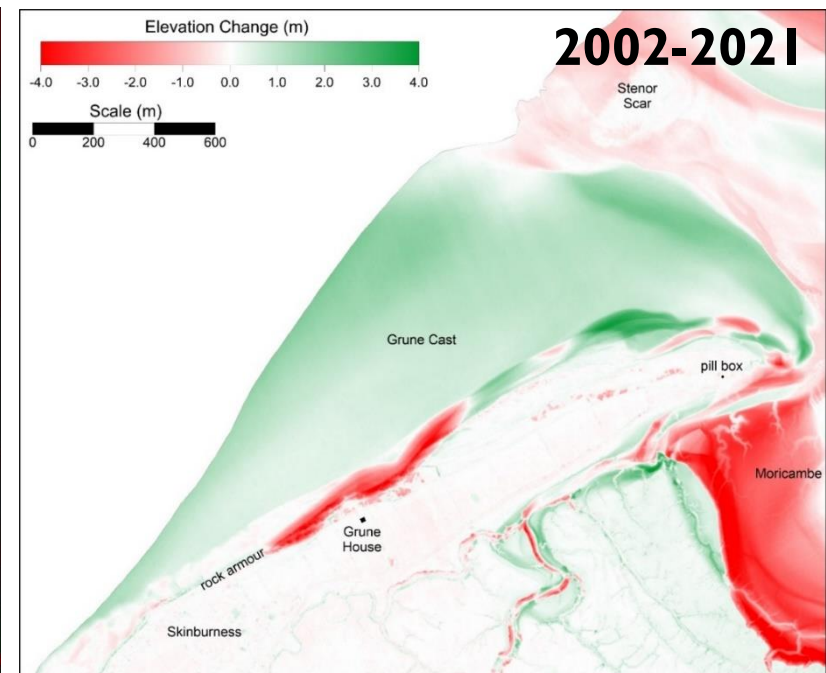 Elevation Change (m)
2002-2021
-4.0 -3.0 -2.0 -1.0 0.0 1.0 2.0 3.0 4.0
Scale (m)
0 200 400 600
Stenor
Scar
Grune Cast
pill box
Moricambe
Grune
House
rock armour
Skinburness